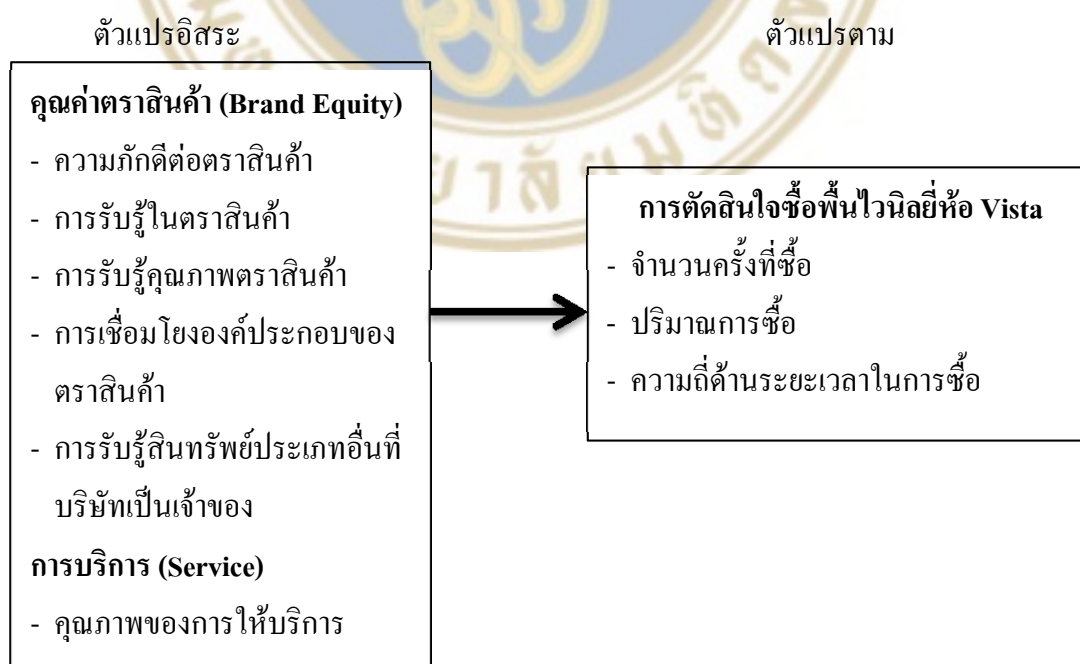 ตัวแปรอิสระ
ตัวแปรตาม
คุณค่าตราสินค้า (Brand Equity)
- ความภักดีต่อตราสินค้า
- การรับรู้ในตราสินค้า
- การรับรู้คุณภาพตราสินค้า
- การเชื่อมโยงองค์ประกอบของ
ตราสินค้า
- การรับรู้สินทรัพย์ประเภทอื่นที่
บริษัทเป็นเจ้าของ
การบริการ (Service)
- คุณภาพของการให้บริการ
การตัดสินใจซื้อพื้นไวนิลยี่ห้อ Vista
- จำนวนครั้งที่ซื้อ
- ปริมาณการซื้อ
- ความถี่ด้านระยะเวลาในการซื้อ